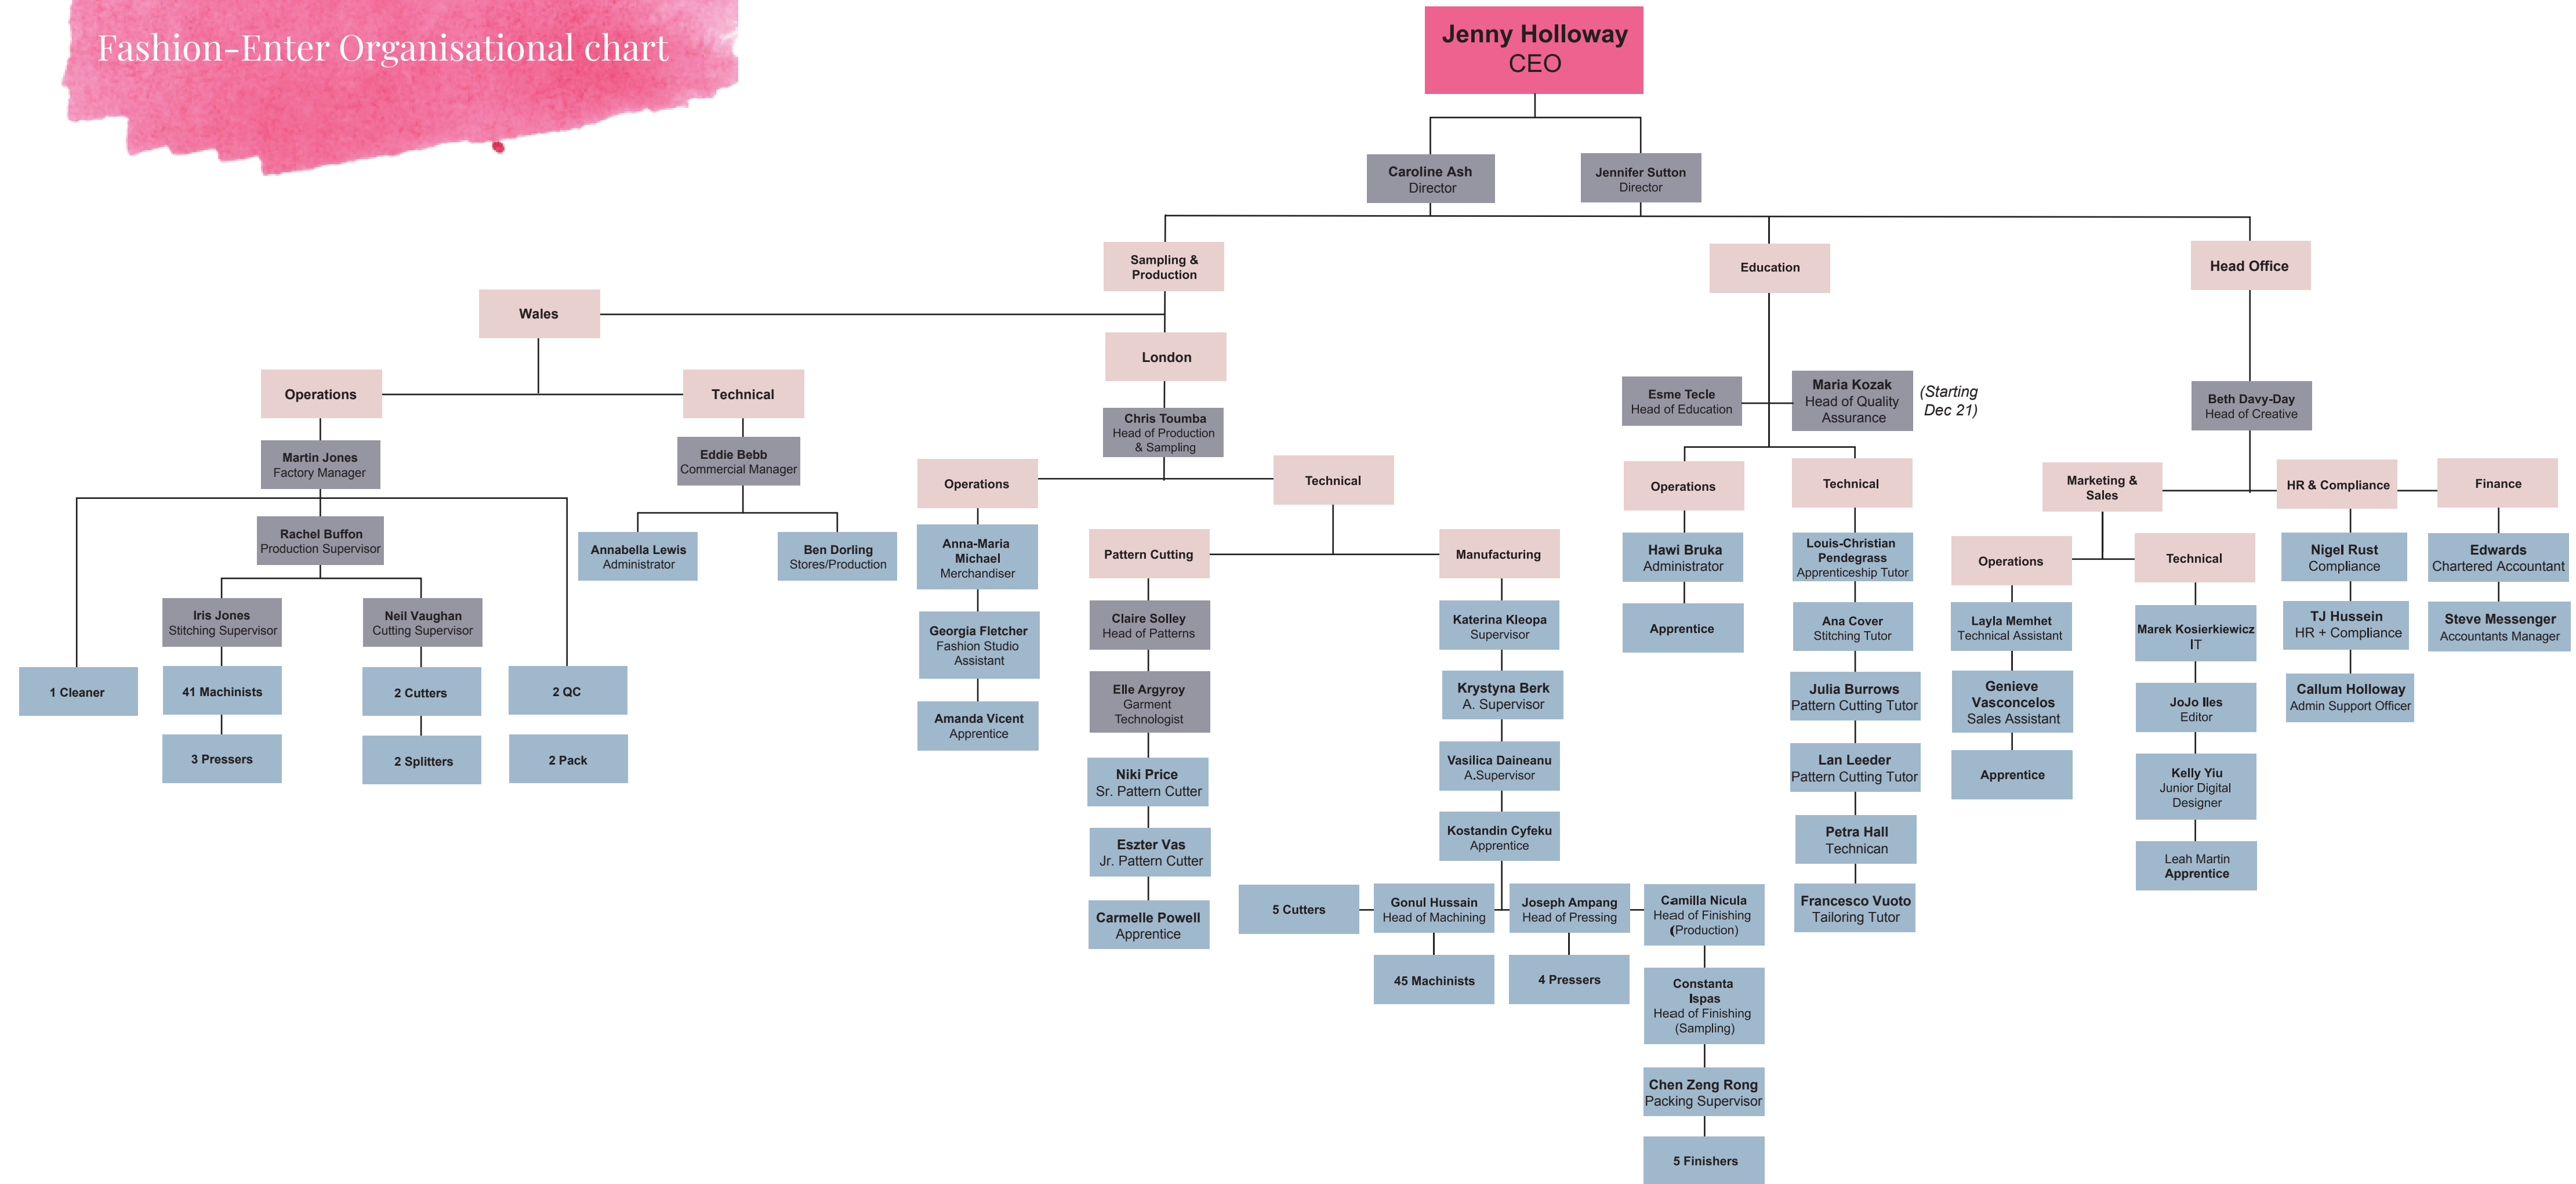 Fashion-Enter Organisational chart
Jenny Holloway
CEO
Caroline Ash
Director
Jennifer Sutton
Director
Sampling &
Production
Education
Head Office
Wales
London
Operations
Technical
Martin Jones
Factory Manager
Eddie Bebb
Commercial Manager
Rachel Buffon
Production Supervisor
Annabella Lewis
Administrator
Ben Dorling
Stores/Production
Iris Jones
Stitching Supervisor
Neil Vaughan
Cutting Supervisor
1 Cleaner
41 Machinists
2 Cutters
2 QC
3 Pressers
2 Splitters
2 Pack
Chris Toumba
Head of Production
& Sampling
Operations
Technical
Anna-Maria
Michael
Merchandiser
Georgia Fletcher
Fashion Studio
Assistant
Amanda Vicent
Apprentice
Pattern Cutting
Manufacturing
Claire Solley
Head of Patterns
Elle Argyroy
Garment
Technologist
Niki Price
Sr. Pattern Cutter
Eszter Vas
Jr. Pattern Cutter
Carmelle Powell
Apprentice
Katerina Kleopa
Supervisor
Krystyna Berk
A. Supervisor
Vasilica Daineanu
A.Supervisor
Kostandin Cyfeku
Apprentice
5 Cutters
Gonul Hussain
Head of Machining
Joseph Ampang
Head of Pressing
Camilla Nicula
Head of Finishing
(Production)
45 Machinists
4 Pressers
Constanta
Ispas
Head of Finishing
(Sampling)
Chen Zeng Rong
Packing Supervisor
5 Finishers
Esme Tecle
Head of Education
Maria Kozak
Head of Quality
Assurance
(Starting
Dec 21)
Operations
Technical
Hawi Bruka
Administrator
Apprentice
Louis-Christian
Pendegrass
Apprenticeship Tutor
Ana Cover
Stitching Tutor
Julia Burrows
Pattern Cutting Tutor
Lan Leeder
Pattern Cutting Tutor
Petra Hall
Technican
Francesco Vuoto
Tailoring Tutor
Beth Davy-Day
Head of Creative
Marketing &
Sales
HR & Compliance
Finance
Operations
Technical
Layla Memhet
Technical Assistant
Genieve
Vasconcelos
Sales Assistant
Apprentice
Marek Kosierkiewicz
IT
JoJo Iles
Editor
Kelly Yiu
Junior Digital
Designer
Leah Martin
Apprentice
Nigel Rust
Compliance
TJ Hussein
HR + Compliance
Callum Holloway
Admin Support Officer
Edwards
Chartered Accountant
Steve Messenger
Accountants Manager